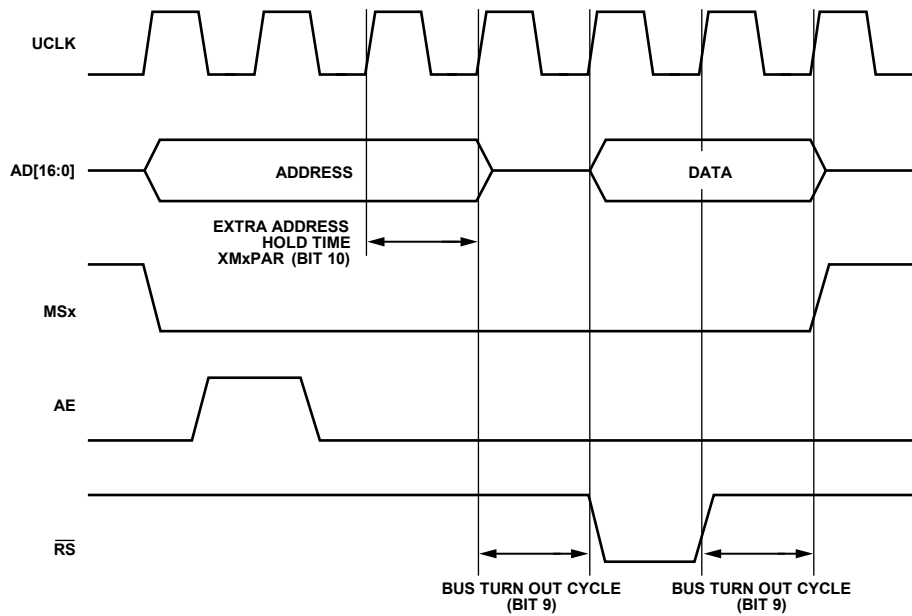 UCLK
AD[16:0]
ADDRESS
DATA
EXTRA ADDRESS
HOLD TIME
XMxPAR (BIT 10)
MSx
AE
RS
BUS TURN OUT CYCLE
(BIT 9)
BUS TURN OUT CYCLE
(BIT 9)